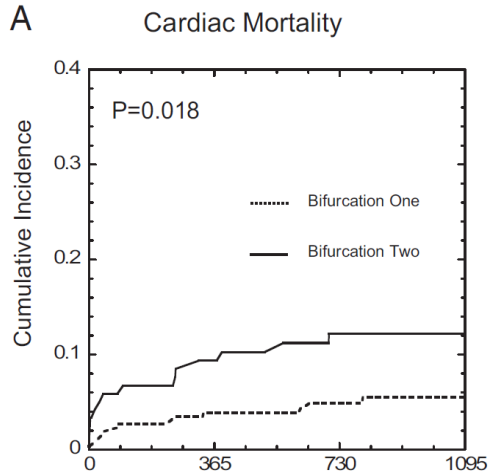 A
Cardiac Mortality
0.4
P=0.018
0.3
Cumulative Incidence
Bifurcation One
0.2
Bifurcation Two
0.1
0
0 365 730 1095